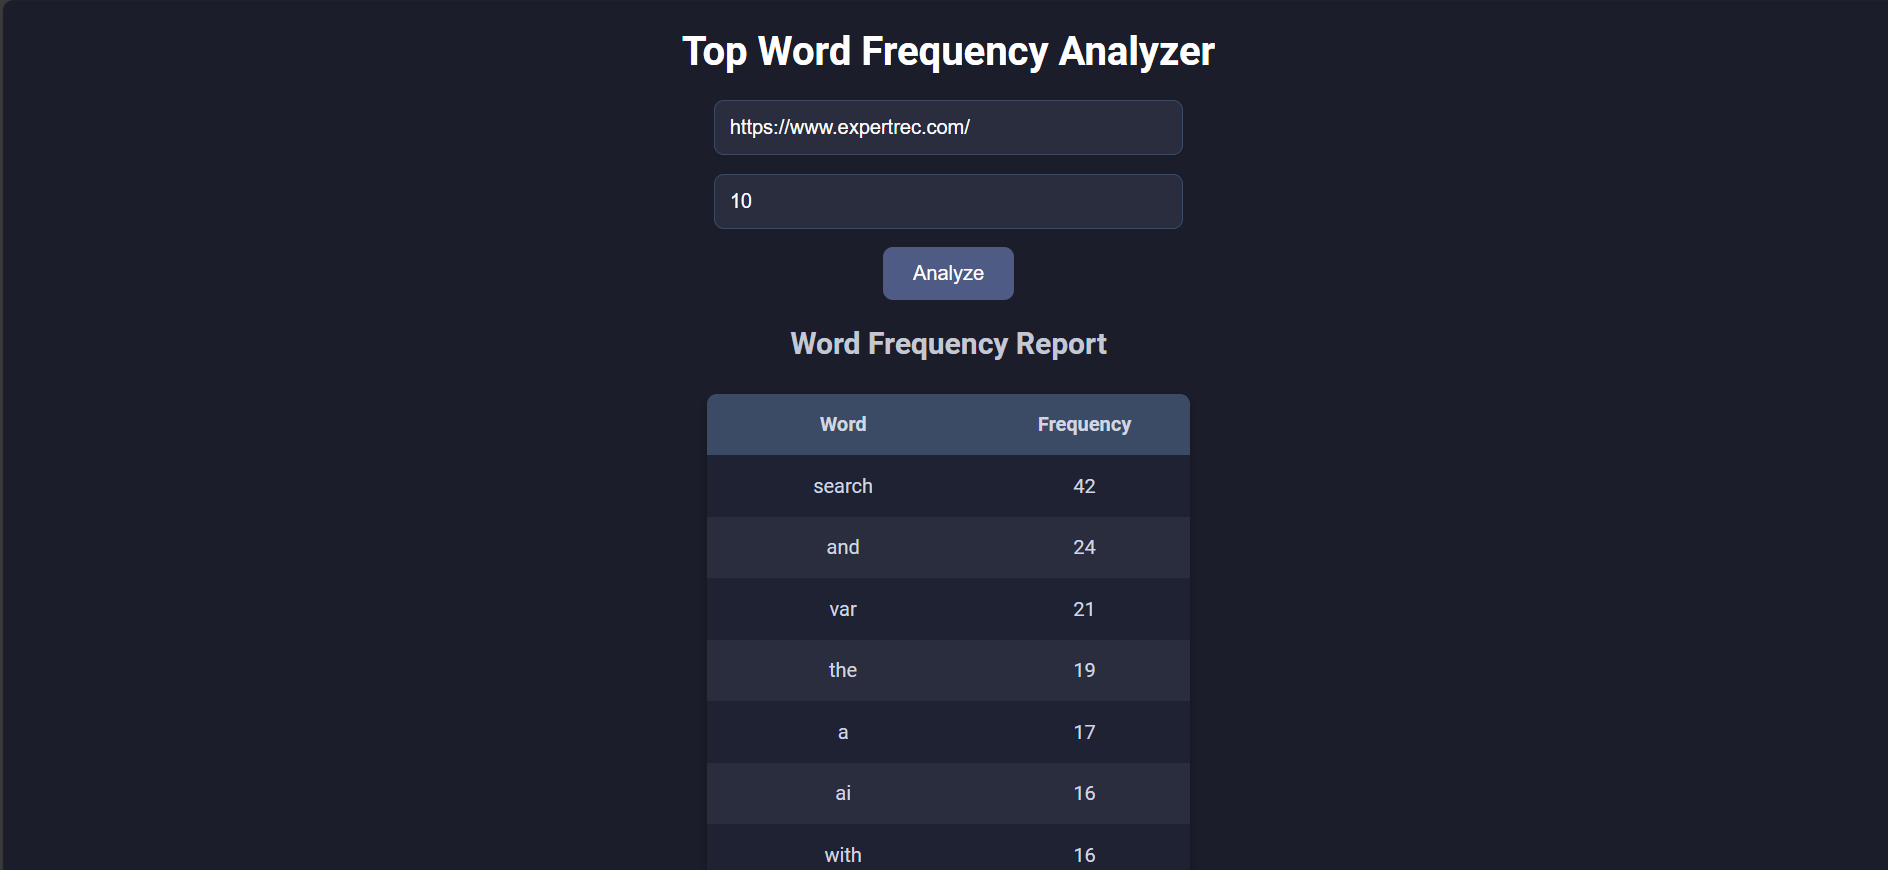 Top Word Frequency Analyzer
https://www.expertrec.com/
10
Analyze
Word Frequency Report
Word Frequency
search 42
and 24
var 21
the 19
a 17
ai 16
with 16